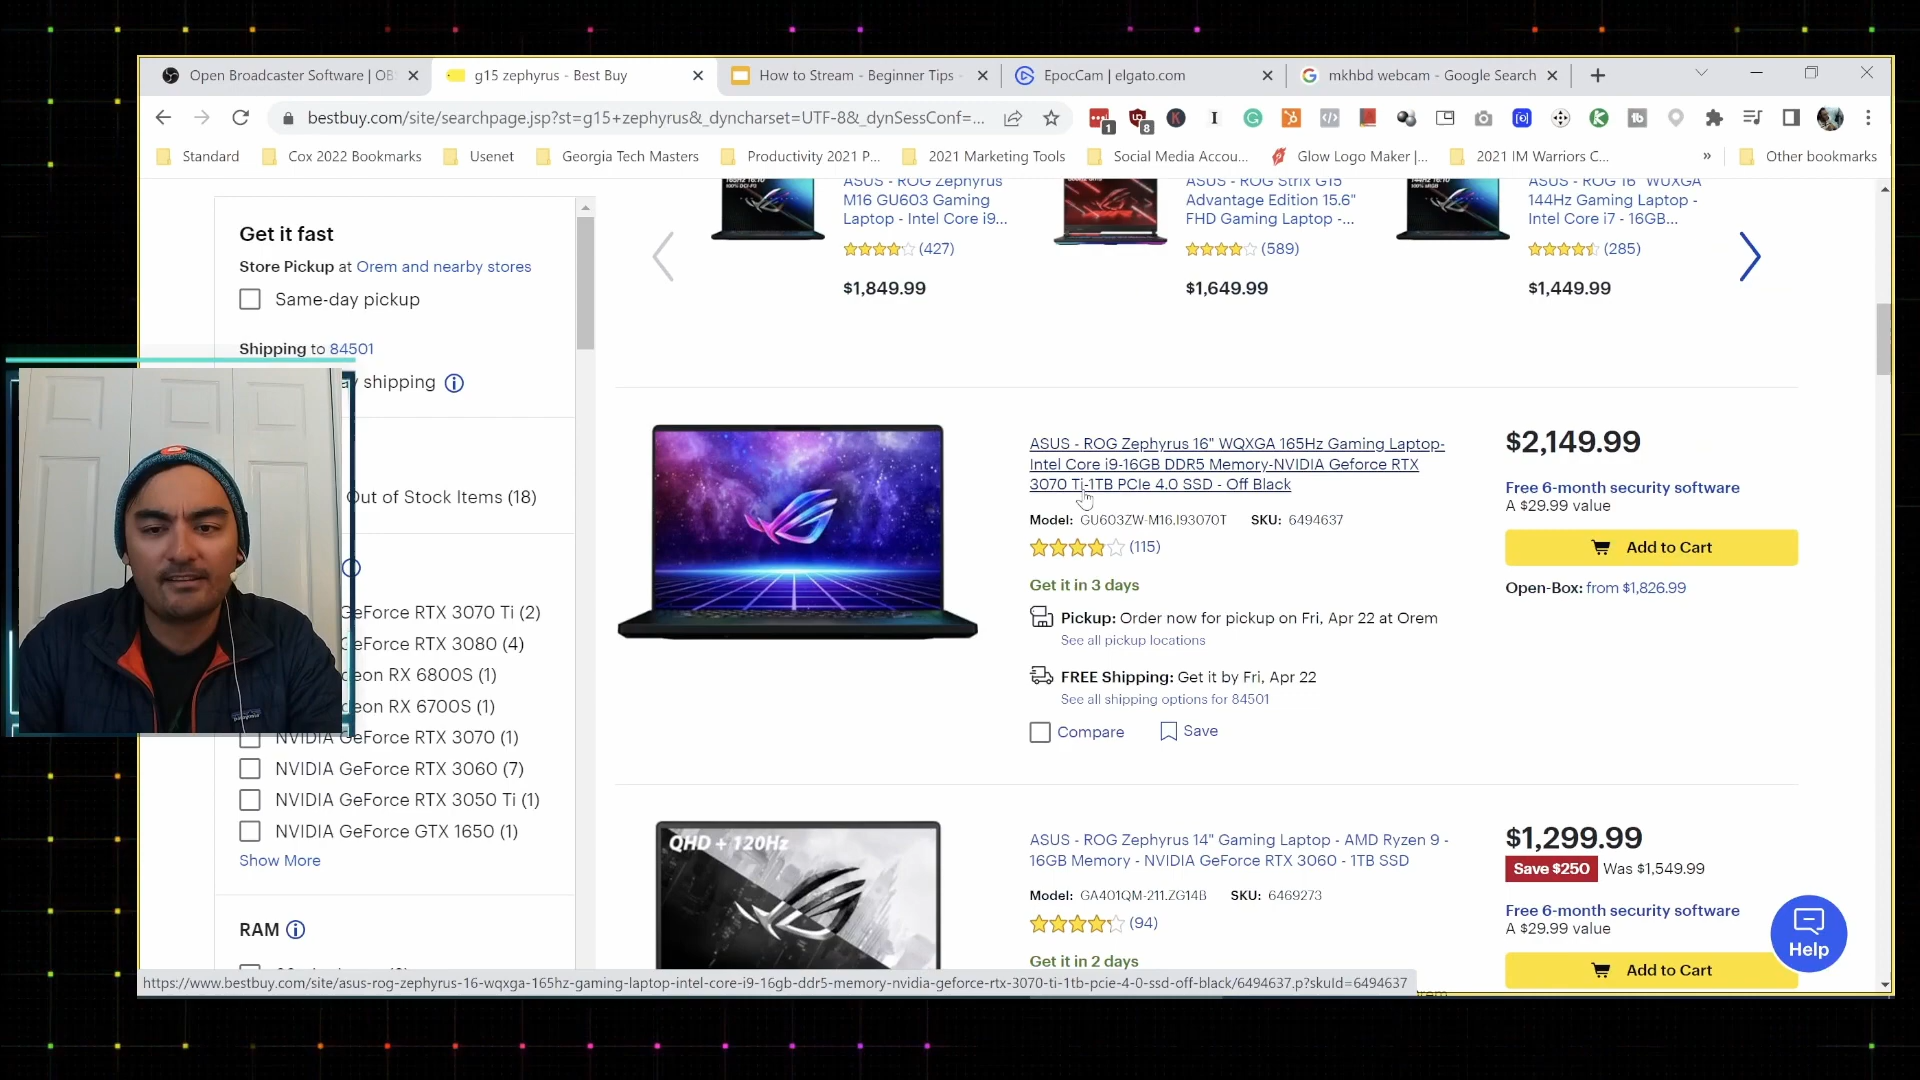 Open Broadcaster Software | OB
g15 zephyrus - Best Buy
How to Stream - Beginner Tips -
EpocCam | elgato.com
mkhbd webcam - Google Search
bestbuy.com/site/searchpage.jsp?st=g15+zephyrus&_dyncharset=UTF-8&_dynSessConf=...
1
8
Standard
Cox 2022 Bookmarks
Usenet
Georgia Tech Masters
Productivity 2021 P...
2021 Marketing Tools
Social Media Accou...
Glow Logo Maker |...
2021 IM Warriors C...
»
Other bookmarks
ASUS - ROG Zephyrus
M16 GU603 Gaming
Laptop - Intel Core i9...
(427)
$1,849.99
ASUS - ROG Strix G15
Advantage Edition 15.6"
FHD Gaming Laptop -...
(589)
$1,649.99
ASUS - ROG 16" WUXGA
144Hz Gaming Laptop -
Intel Core i7 - 16GB...
(285)
$1,449.99
Get it fast
Store Pickup at Orem and nearby stores
Same-day pickup
Shipping to 84501
shipping
Out of Stock Items (18)
GeForce RTX 3070 Ti (2)
GeForce RTX 3080 (4)
RX 6800S (1)
RX 6700S (1)
NVIDIA GeForce RTX 3070 (1)
NVIDIA GeForce RTX 3060 (7)
NVIDIA GeForce RTX 3050 Ti (1)
NVIDIA GeForce GTX 1650 (1)
Show More
RAM
ASUS - ROG Zephyrus 16" WQXGA 165Hz Gaming Laptop-
Intel Core i9-16GB DDR5 Memory-NVIDIA Geforce RTX
3070 Ti-1TB PCIe 4.0 SSD - Off Black
Model: GU603ZW-M16.I93070T SKU: 6494637
(115)
Get it in 3 days
Pickup: Order now for pickup on Fri, Apr 22 at Orem
See all pickup locations
FREE Shipping: Get it by Fri, Apr 22
See all shipping options for 84501
Compare
Save
$2,149.99
Free 6-month security software
A $29.99 value
Add to Cart
Open-Box: from $1,826.99
QHD + 120Hz
ASUS - ROG Zephyrus 14" Gaming Laptop - AMD Ryzen 9 -
16GB Memory - NVIDIA GeForce RTX 3060 - 1TB SSD
Model: GA401QM-211.ZG14B SKU: 6469273
(94)
Get it in 2 days
$1,299.99
Save $250 Was $1,549.99
Free 6-month security software
A $29.99 value
Add to Cart
Help
https://www.bestbuy.com/site/asus-rog-zephyrus-16-wqxga-165hz-gaming-laptop-intel-core-i9-16gb-ddr5-memory-nvidia-geforce-rtx-3070-ti-1tb-pcie-4-0-ssd-off-black/6494637.p?skuId=6494637